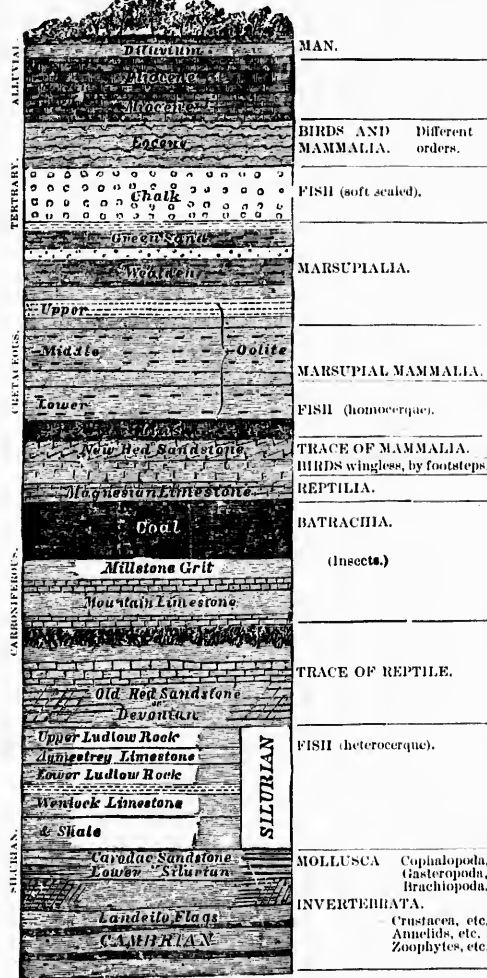 MAN.
Diluvium
ALLUVIAL
Pliocene
Miocene
BIRDS AND Different
MAMMALIA. orders.
Eocene
TERTIARY.
Chalk
FISH (soft scaled).
Green Sand
Wealden
MARSUPIALIA.
Upper
Middle
Oolite
MARSUPIAL MAMMALIA.
CRETACEOUS.
Lower
FISH (homocerque).
New Red Sandstone
TRACE OF MAMMALIA.
BIRDS wingless, by footsteps
Magnesian Limestone
REPTILIA.
Coal
BATRACHIA.
(Insects.)
Millstone Grit
CARBONIFEROUS.
Mountain Limestone
TRACE OF REPTILE.
Old Red Sandstone
or
Devonian
Upper Ludlow Rock
FISH (heterocerque).
Aymestrey Limestone
Lower Ludlow Rock
SILURIAN
Wenlock Limestone
& Shale
SILURIAN.
Caradac Sandstone
Lower Silurian
MOLLUSCA Cephalopoda,
Gasteropoda,
Brachiopoda.
INVERTEBRATA.
Landeilo Flags
Crustacea, etc.
CAMBRIAN
Annelids, etc.
Zoophytes, etc.